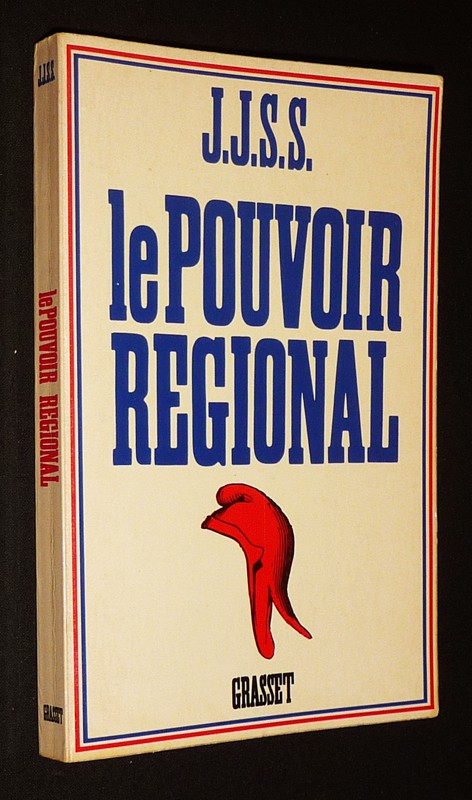 J.J.S.S.
le POUVOIR
REGIONAL
GRASSET
J.J.S.S.
le POUVOIR REGIONAL
GRASSET